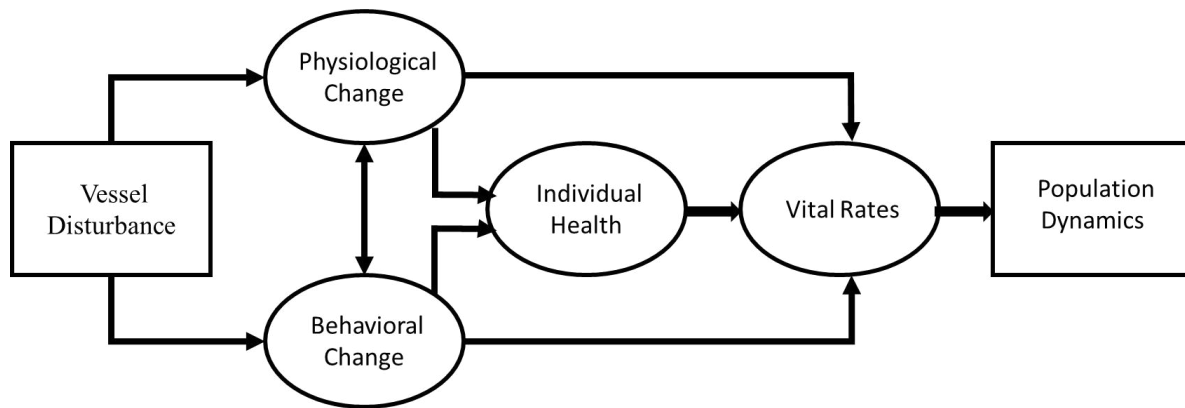 Physiological
Change
Vessel
Disturbance
Individual
Health
Vital Rates
Population
Dynamics
Behavioral
Change